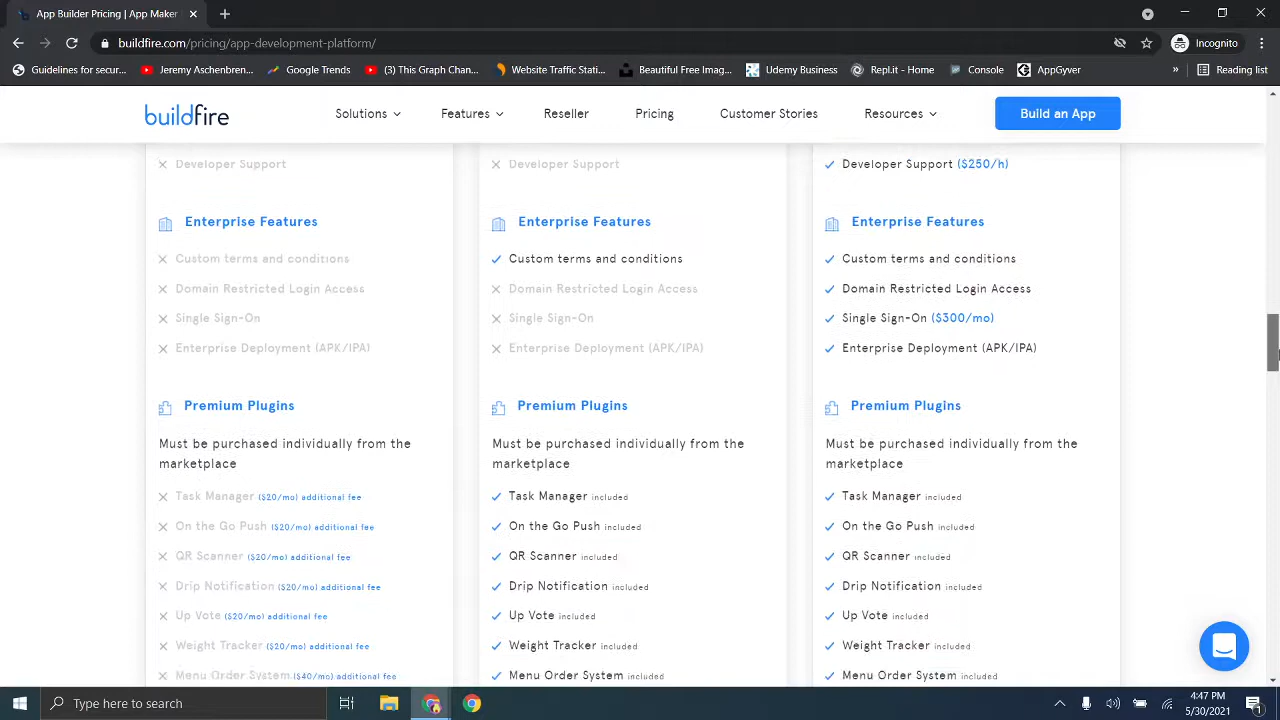 App Builder Pricing - BuildFire
buildfire.com/pricing/app-development-platform/
Incognito
Guidelines for secur...
Jeremy Aschenbren...
Google Trends
(3) This Graph Chan...
Website Traffic Stati...
Beautiful Free Imag...
Udemy Business
Rep.It - Home
Console
AppGyver
»
Reading list
buildfire
Solutions
Features
Reseller
Pricing
Customer Stories
Resources
Build an App
Developer Support
Enterprise Features
Custom terms and conditions
Domain Restricted Login Access
Single Sign-On
Enterprise Deployment (APK/IPA)
Premium Plugins
Must be purchased individually from the
marketplace
Task Manager ($20/mo) additional fee
On the Go Push ($20/mo) additional fee
QR Scanner ($20/mo) additional fee
Drip Notification ($20/mo) additional fee
Up Vote ($20/mo) additional fee
Weight Tracker ($20/mo) additional fee
Menu Order System ($40/mo) additional fee
Developer Support
Enterprise Features
Custom terms and conditions
Domain Restricted Login Access
Single Sign-On
Enterprise Deployment (APK/IPA)
Premium Plugins
Must be purchased individually from the
marketplace
Task Manager included
On the Go Push included
QR Scanner included
Drip Notification included
Up Vote included
Weight Tracker included
Menu Order System included
Developer Support ($250/h)
Enterprise Features
Custom terms and conditions
Domain Restricted Login Access
Single Sign-On ($300/mo)
Enterprise Deployment (APK/IPA)
Premium Plugins
Must be purchased individually from the
marketplace
Task Manager included
On the Go Push included
QR Scanner included
Drip Notification included
Up Vote included
Weight Tracker included
Menu Order System included
Type here to search
4:47 PM
5/30/2021